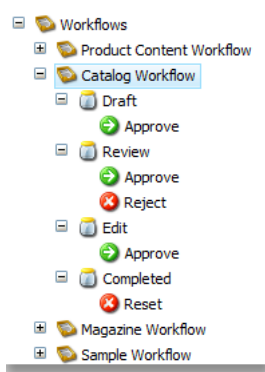 Workflows
Product Content Workflow
Catalog Workflow
Draft
Approve
Review
Approve
Reject
Edit
Approve
Completed
Reset
Magazine Workflow
Sample Workflow